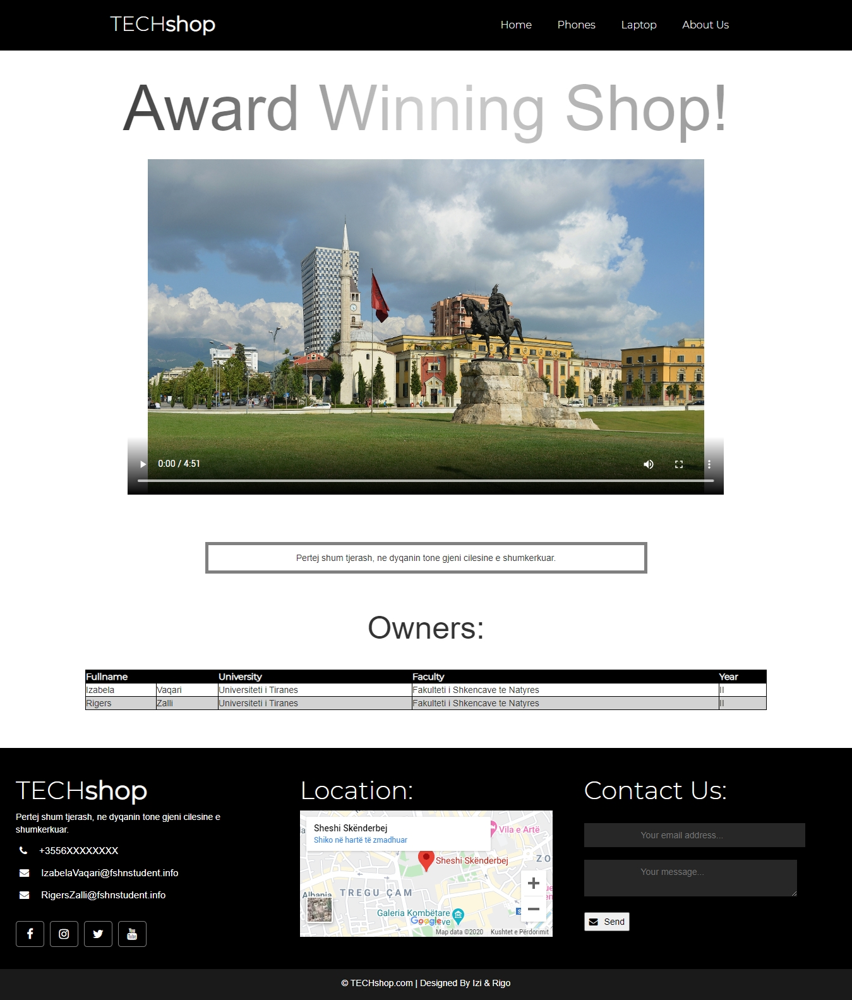 TECHshop
Home Phones Laptop About Us
Award Winning Shop!
0:00 / 4:51
Pertej shum tjerash, ne dyqanin tone gjeni cilesine e shumkerkuar.
Owners:
Fullname University Faculty Year
Izabela Vaqari Universiteti i Tiranes Fakulteti i Shkencave te Natyres II
Rigers Zalli Universiteti i Tiranes Fakulteti i Shkencave te Natyres II
TECHshop
Pertej shum tjerash, ne dyqanin tone gjeni cilesine e
shumkerkuar.
+3556XXXXXXXX
IzabelaVaqari@fshnstudent.info
RigersZalli@fshnstudent.info
You
Tube
Location:
Sheshi Skënderbej
Shiko në hartë të zmadhuar
Vila e Artë
Sheshi Skënderbej
ZO
TREGU ÇAM
Albania
Galeria Kombëtare
Google
Map data ©2020 Kushtet e Përdorimit
Contact Us:
Your email address...
Your message...
Send
© TECHshop.com | Designed By Izi & Rigo